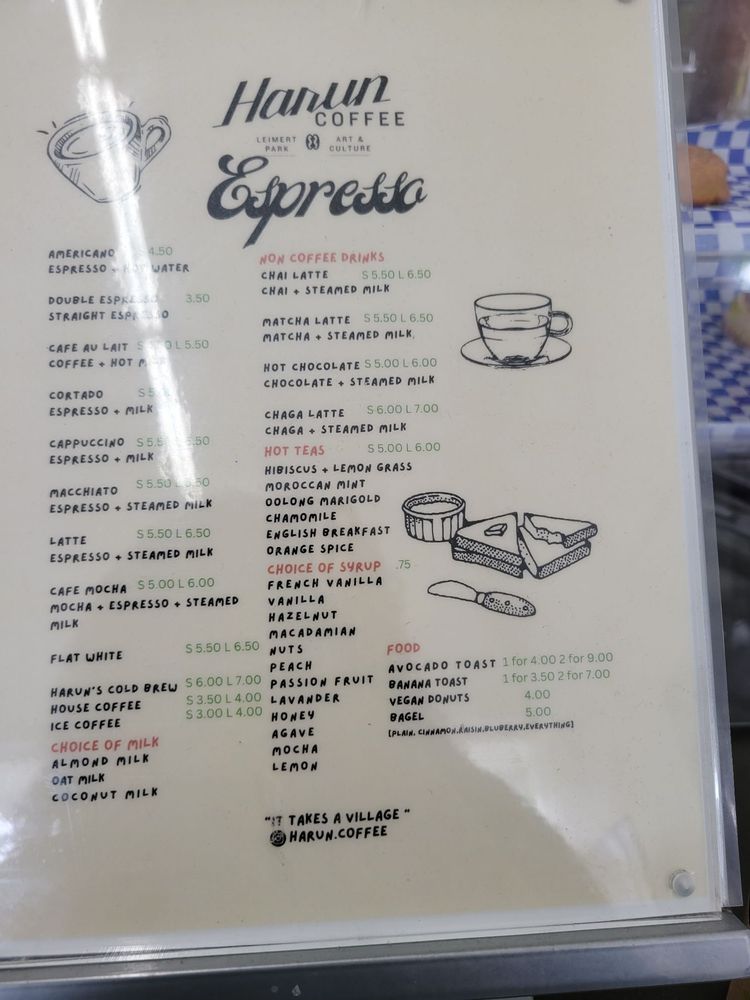 Harun
COFFEE
LEIMERT PARK ART & CULTURE
Espresso
AMERICANO 4.50
ESPRESSO + HOT WATER
DOUBLE ESPRESSO 3.50
STRAIGHT ESPRESSO
CAFE AU LAIT L 5.50
COFFEE + HOT
CORTADO
ESPRESSO + MILK
CAPPUCCINO
ESPRESSO + MILK
MACCHIATO S 5.50
ESPRESSO + STEAMED MILK
LATTE S 5.50 L 6.50
ESPRESSO + STEAMED MILK
CAFE MOCHA S 5.00 L 6.00
MOCHA + ESPRESSO + STEAMED
MILK
FLAT WHITE S 5.50 L 6.50
HARUN'S COLD BREW S 6.00 L 7.00
HOUSE COFFEE S 3.50 L 4.00
ICE COFFEE S 3.00 L 4.00
CHOICE OF MILK
ALMOND MILK
OAT MILK
COCONUT MILK
NON COFFEE DRINKS
CHAI LATTE S 5.50 L 6.50
CHAI + STEAMED MILK
MATCHA LATTE S 5.50 L 6.50
MATCHA + STEAMED MILK,
HOT CHOCOLATE S 5.00 L 6.00
CHOCOLATE + STEAMED MILK
CHAGA LATTE S 6.00 L 7.00
CHAGA + STEAMED MILK
HOT TEAS S 5.00 L 6.00
HIBISCUS + LEMON GRASS
MOROCCAN MINT
OOLONG MARIGOLD
CHAMOMILE
ENGLISH BREAKFAST
ORANGE SPICE
CHOICE OF SYRUP .75
FRENCH VANILLA
VANILLA
HAZELNUT
MACADAMIAN
NUTS
PEACH
PASSION FRUIT
LAVANDER
HONEY
AGAVE
MOCHA
LEMON
FOOD
AVOCADO TOAST 1 for 4.00 2 for 9.00
BANANA TOAST 1 for 3.50 2 for 7.00
VEGAN DONUTS 4.00
BAGEL 5.00
[PLAIN, CINNAMON,RAISIN,BLUBERRY,EVERYTHING]
"IT TAKES A VILLAGE "
@HARUN.COFFEE